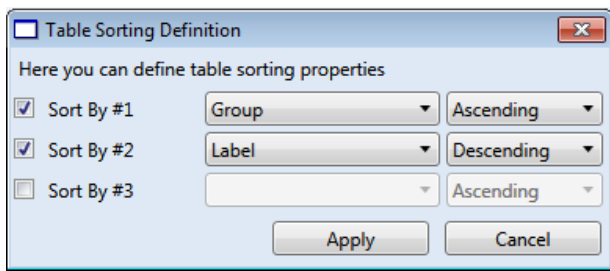 Table Sorting Definition
Here you can define table sorting properties
Sort By #1 Group Ascending
Sort By #2 Label Descending
Sort By #3 Ascending
Apply Cancel